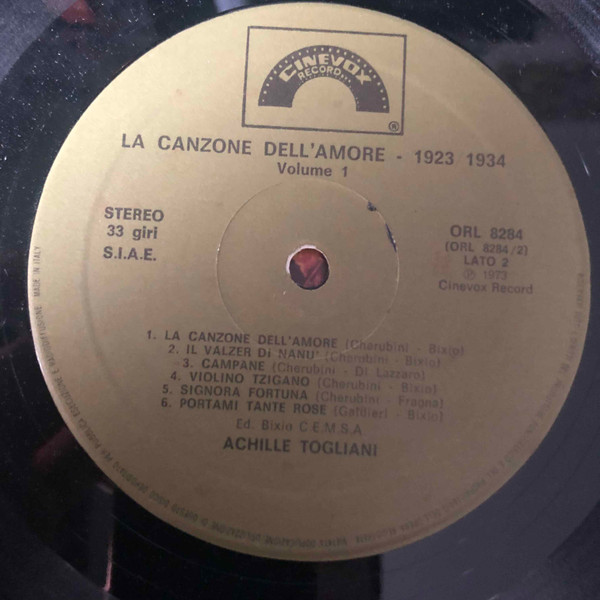 CINEVOX
RECORD
®
LA CANZONE DELL'AMORE - 1923 1934
Volume 1
STEREO
33 giri
S.I.A.E.
ORL 8284
(ORL 8284/2)
LATO 2
℗ 1973
Cinevox Record
1. LA CANZONE DELL'AMORE (Cherubini - Bixio)
2. IL VALZER DI NANU' (Cherubini - Bixio)
3. CAMPANE (Cherubini - Di Lazzaro)
4. VIOLINO TZIGANO (Cherubini - Bixio)
5. SIGNORA FORTUNA (Cherubini - Fragna)
6. PORTAMI TANTE ROSE (Galdieri - Bixio)
Ed. Bixio C.E.M.S.A.
ACHILLE TOGLIANI
MADE IN ITALY